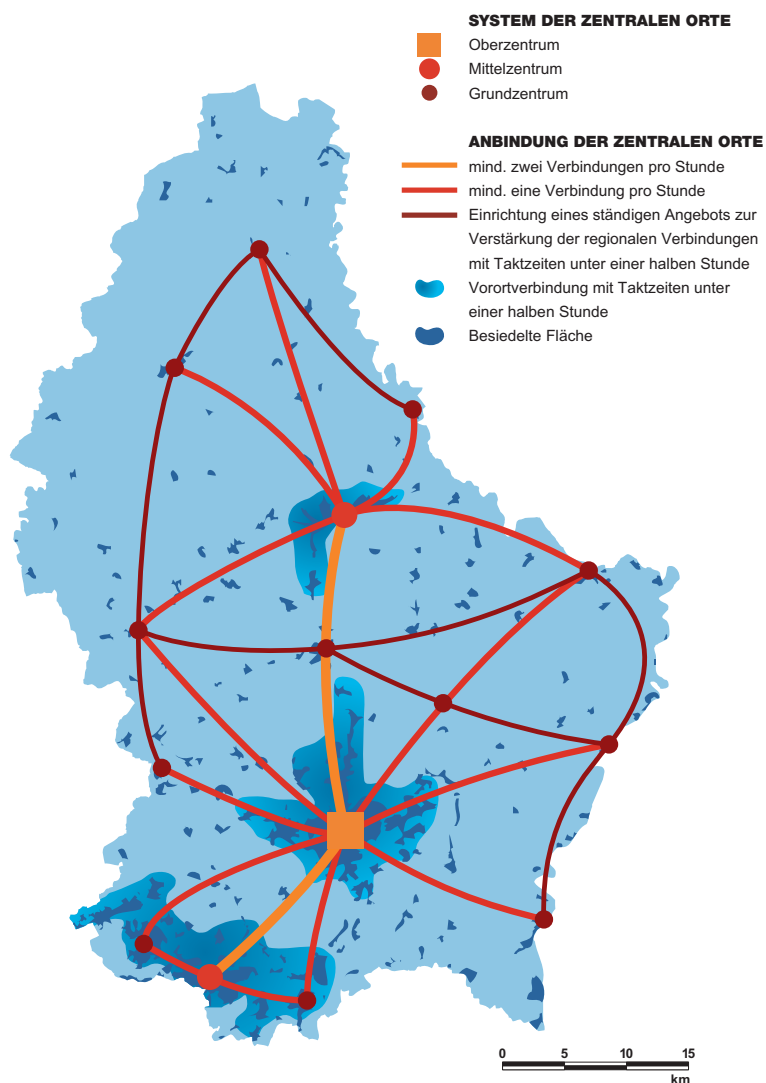 SYSTEM DER ZENTRALEN ORTE
Oberzentrum
Mittelzentrum
Grundzentrum
ANBINDUNG DER ZENTRALEN ORTE
mind. zwei Verbindungen pro Stunde
mind. eine Verbindung pro Stunde
Einrichtung eines ständigen Angebots zur
Verstärkung der regionalen Verbindungen
mit Taktzeiten unter einer halben Stunde
Vorortverbindung mit Taktzeiten unter
einer halben Stunde
Besiedelte Fläche
0 5 10 15
km